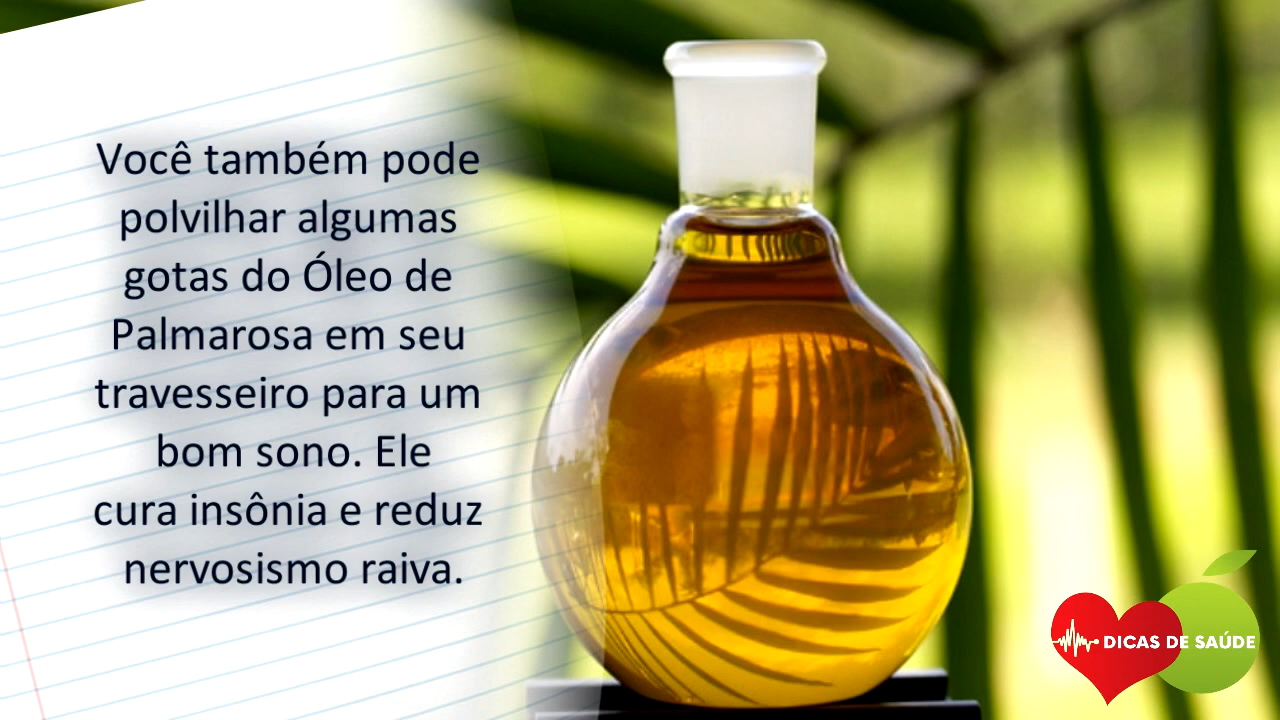 Você também pode
polvilhar algumas
gotas do Óleo de
Palmarosa em seu
travesseiro para um
bom sono. Ele
cura insônia e reduz
nervosismo raiva.
DICAS DE SAÚDE